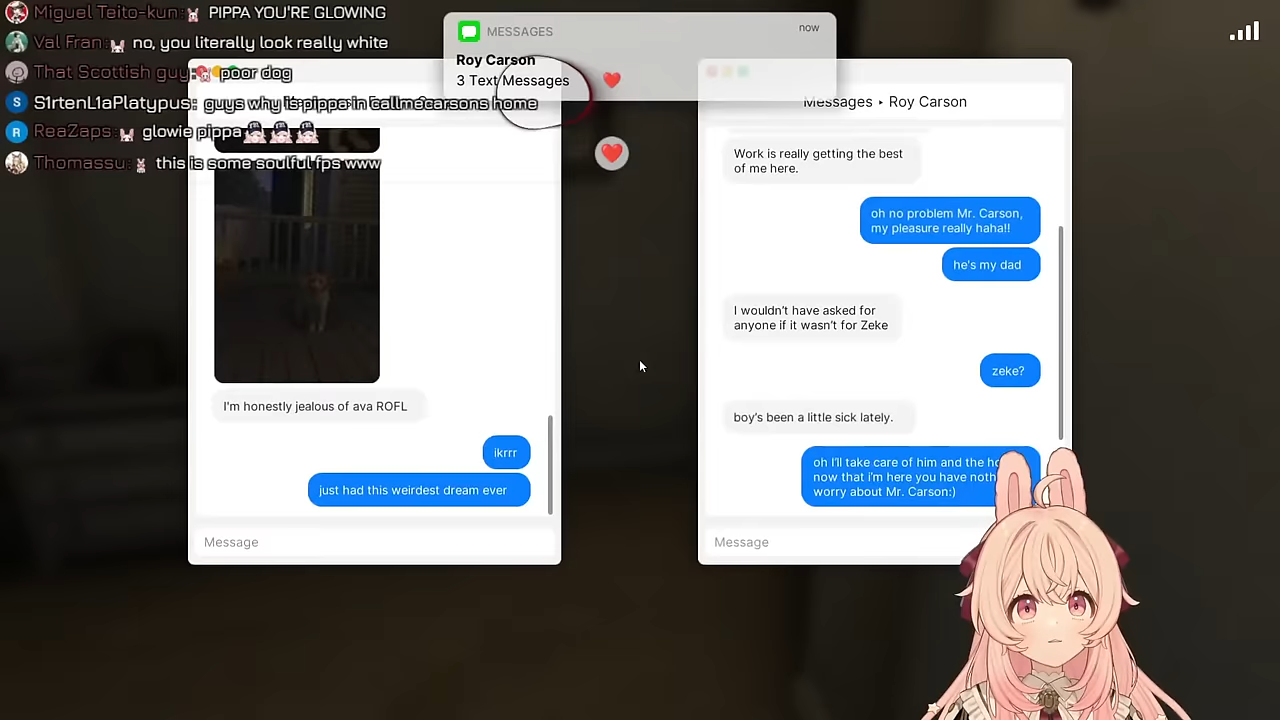 Miguel Teito-kun: PIPPA YOU'RE GLOWING
Val Fran: no, you literally look really white
That Scottish guy: poor dog
S1rtenL1aPlatypus: guys why is pippa in callmecarsons home
ReaZaps: glowie pippa
Thomassu: this is some soulful fps www
MESSAGES
now
Roy Carson
3 Text Messages
I'm honestly jealous of ava ROFL
ikrrr
just had this weirdest dream ever
Message
Messages ‣ Roy Carson
Work is really getting the best
of me here.
oh no problem Mr. Carson,
my pleasure really haha!!
he's my dad
I wouldn't have asked for
anyone if it wasn't for Zeke
zeke?
boy's been a little sick lately.
oh I'll take care of him and the
now that i'm here you have
worry about Mr. Carson:)
Message